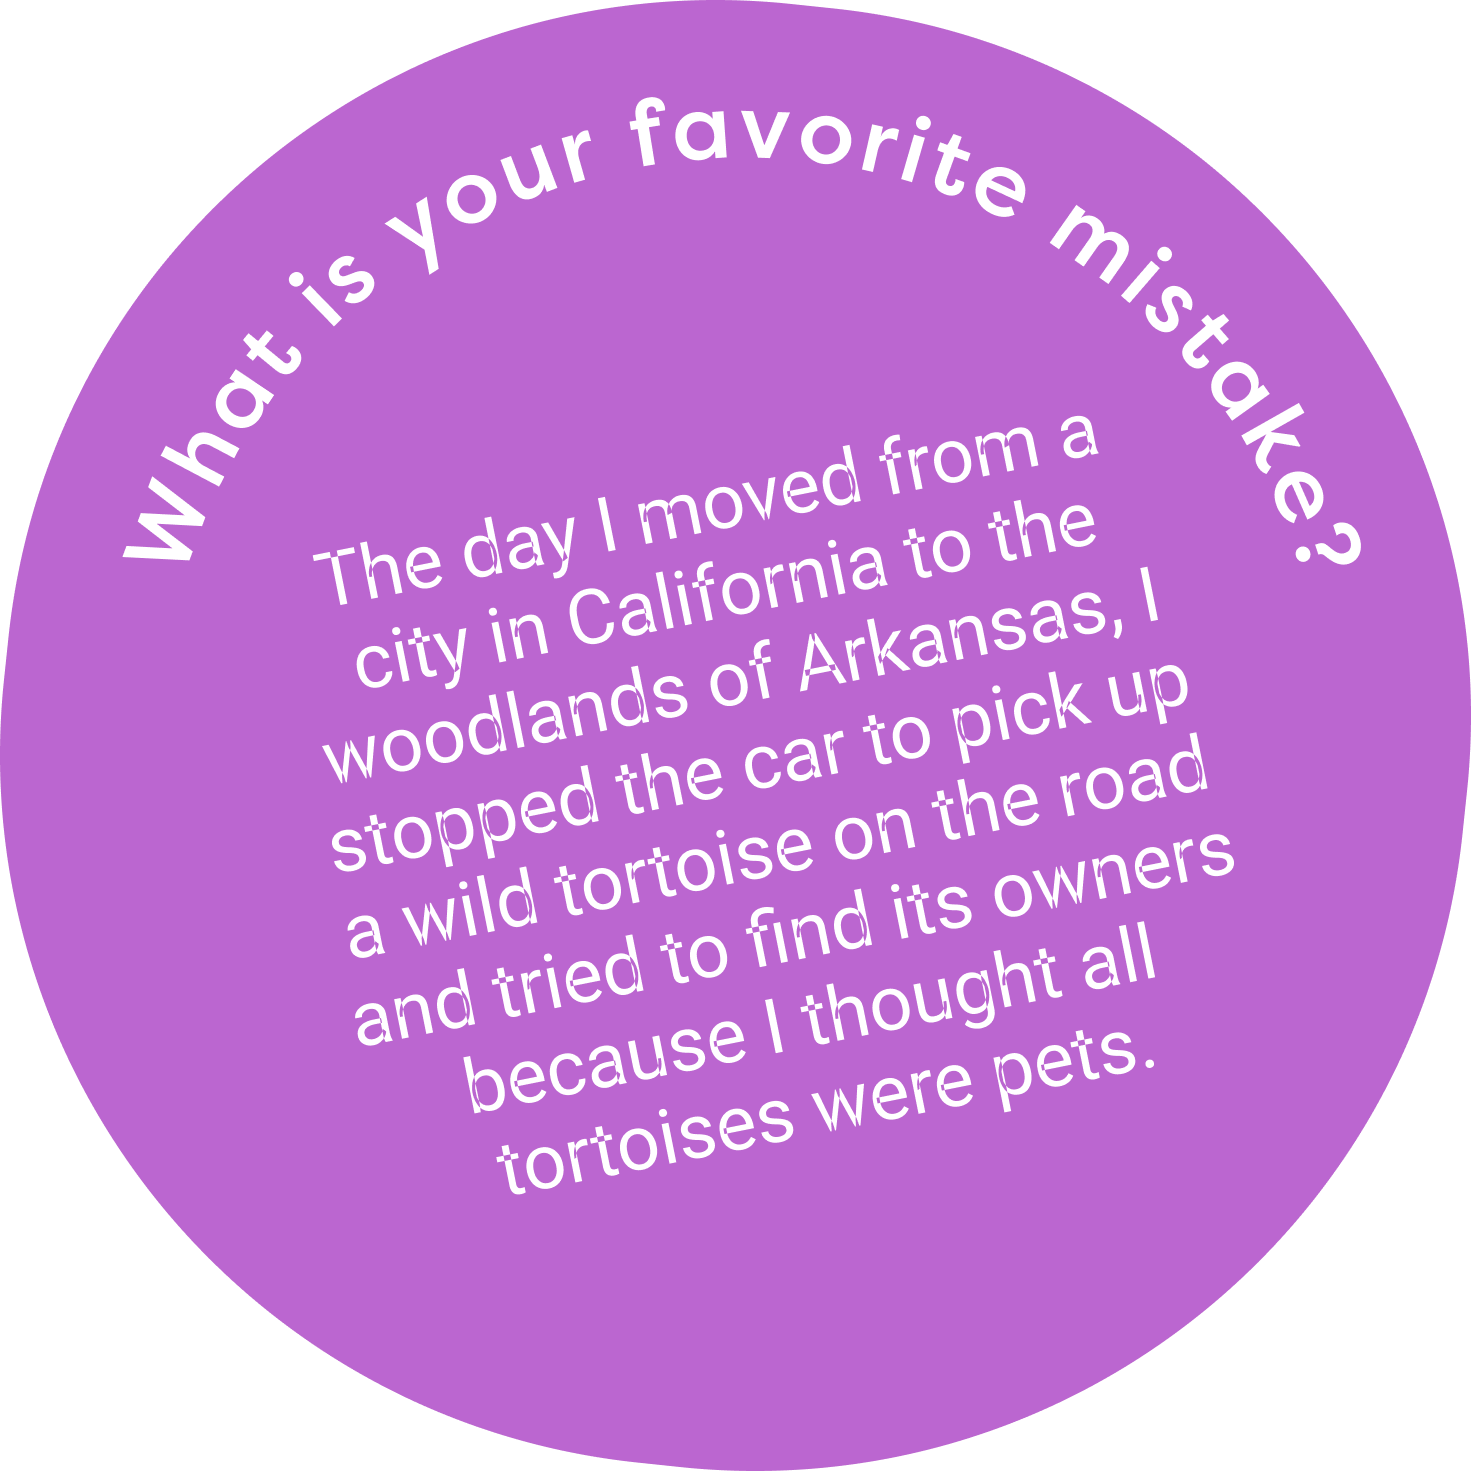 What is your favorite mistake?
The day I moved from a
city in California to the
woodlands of Arkansas, I
stopped the car to pick up
a wild tortoise on the road
and tried to find its owners
because I thought all
tortoises were pets.